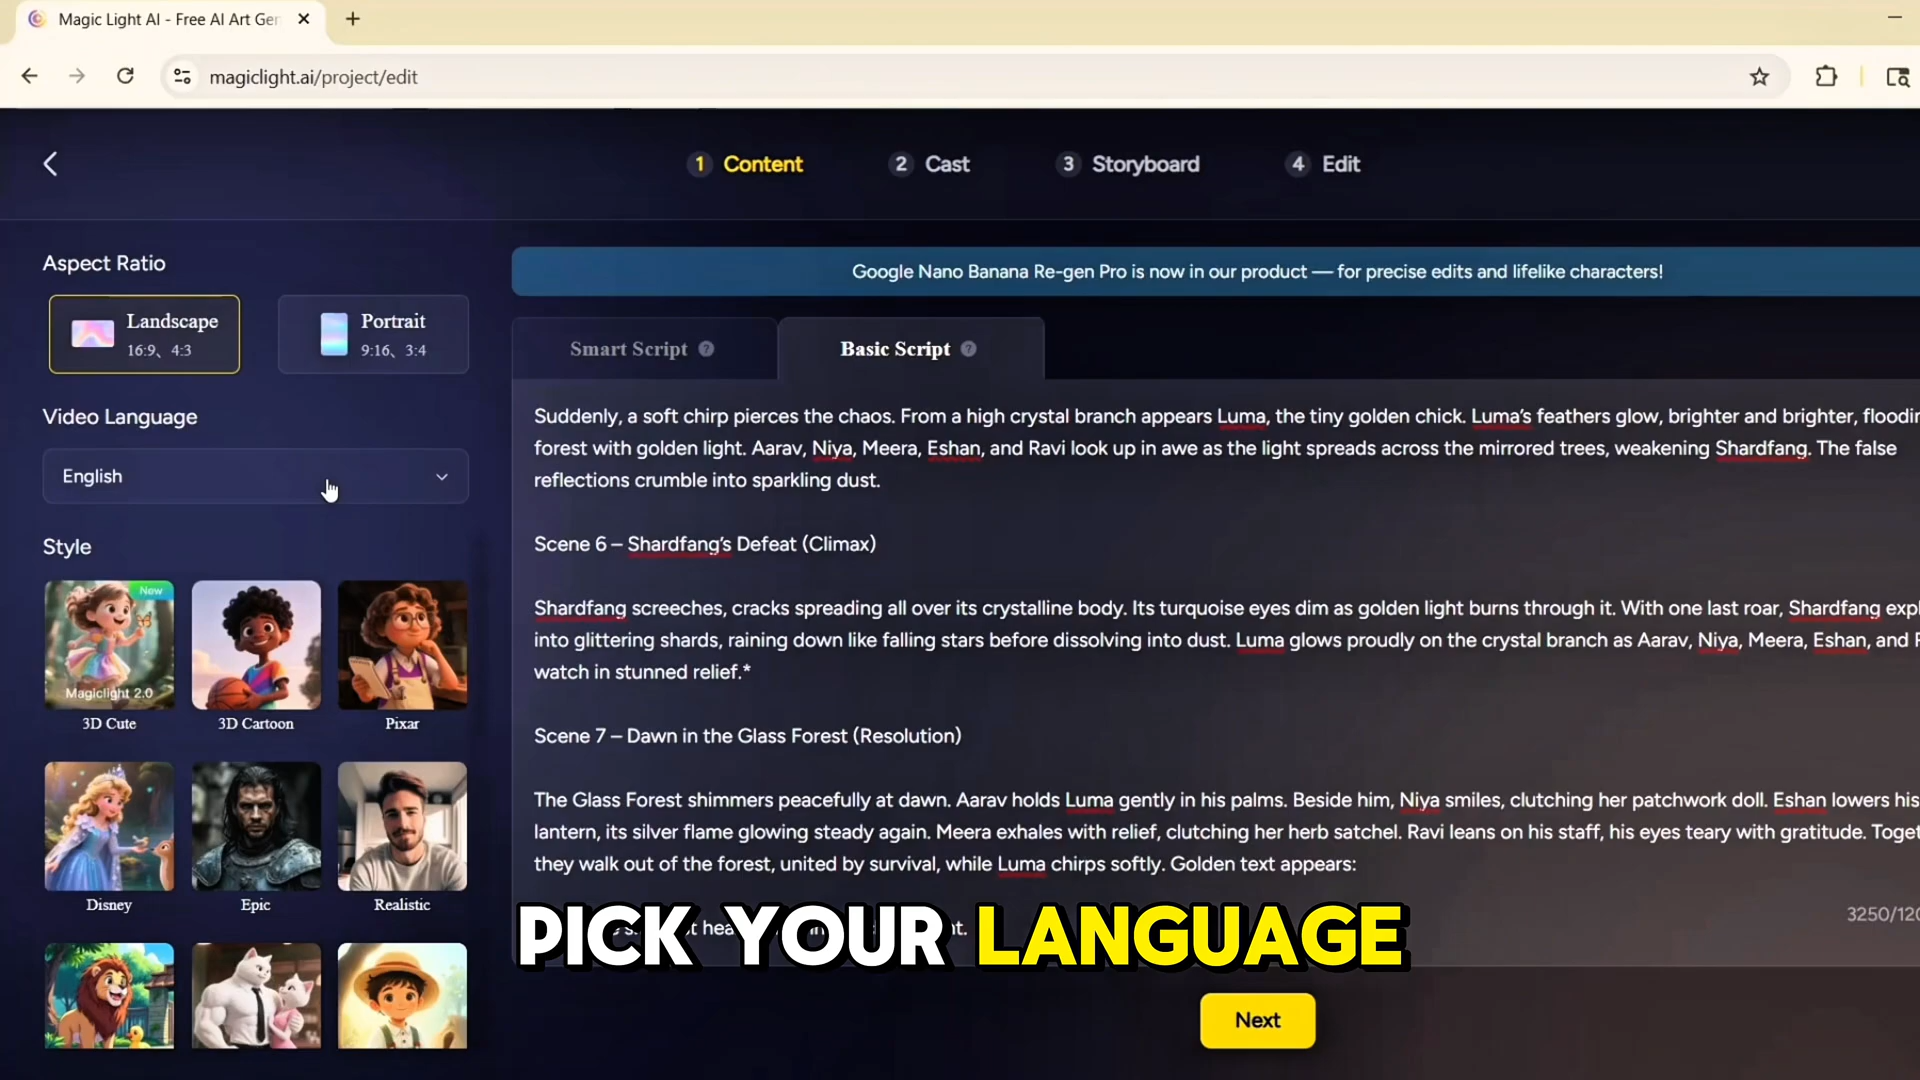 Magic Light AI - Free AI Art Gen
magiclight.ai/project/edit
1 Content
2 Cast
3 Storyboard
4 Edit
Aspect Ratio
Landscape
16:9、 4:3
Portrait
9:16、 3:4
Video Language
English
Style
New
Magiclight 2.0
3D Cute
3D Cartoon
Pixar
Disney
Epic
Realistic
Google Nano Banana Re-gen Pro is now in our product — for precise edits and lifelike characters!
Smart Script ?
Basic Script ?
Suddenly, a soft chirp pierces the chaos. From a high crystal branch appears Luma, the tiny golden chick. Luma's feathers glow, brighter and brighter, floodin
forest with golden light. Aarav, Niya, Meera, Eshan, and Ravi look up in awe as the light spreads across the mirrored trees, weakening Shardfang. The false
reflections crumble into sparkling dust.
Scene 6 – Shardfang's Defeat (Climax)
Shardfang screeches, cracks spreading all over its crystalline body. Its turquoise eyes dim as golden light burns through it. With one last roar, Shardfang exp
into glittering shards, raining down like falling stars before dissolving into dust. Luma glows proudly on the crystal branch as Aarav, Niya, Meera, Eshan, and
watch in stunned relief.*
Scene 7 – Dawn in the Glass Forest (Resolution)
The Glass Forest shimmers peacefully at dawn. Aarav holds Luma gently in his palms. Beside him, Niya smiles, clutching her patchwork doll. Eshan lowers his
lantern, its silver flame glowing steady again. Meera exhales with relief, clutching her herb satchel. Ravi leans on his staff, his eyes teary with gratitude. Toget
they walk out of the forest, united by survival, while Luma chirps softly. Golden text appears:
3250/120
PICK YOUR LANGUAGE
Next